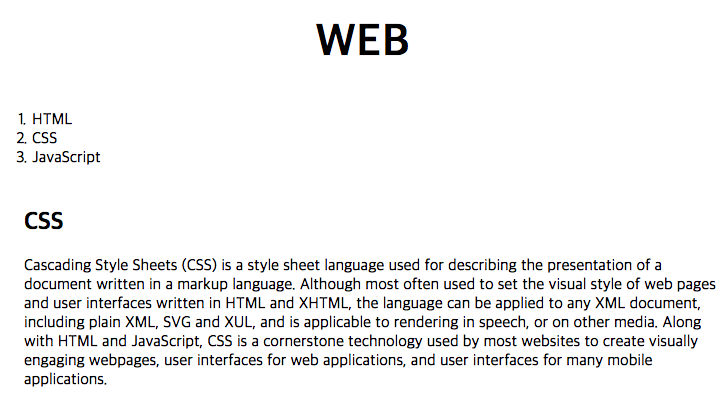 WEB
1. HTML
2. CSS
3. JavaScript
CSS
Cascading Style Sheets (CSS) is a style sheet language used for describing the presentation of a
document written in a markup language. Although most often used to set the visual style of web pages
and user interfaces written in HTML and XHTML, the language can be applied to any XML document,
including plain XML, SVG and XUL, and is applicable to rendering in speech, or on other media. Along
with HTML and JavaScript, CSS is a cornerstone technology used by most websites to create visually
engaging webpages, user interfaces for web applications, and user interfaces for many mobile
applications.